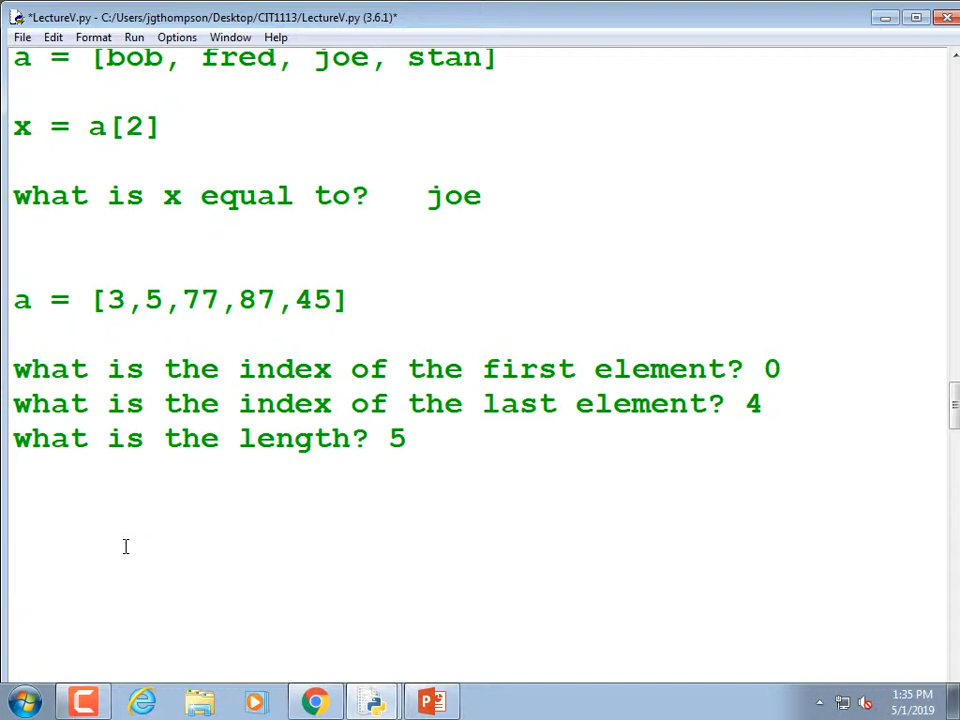 *LectureV.py - C:/Users/jgthompson/Desktop/CIT1113/LectureV.py (3.6.1)*
File Edit Format Run Options Window Help
a = [bob, fred, joe, stan]
x = a[2]
what is x equal to? joe
a = [3,5,77,87,45]
what is the index of the first element? 0
what is the index of the last element? 4
what is the length? 5
1:35 PM
5/1/2019